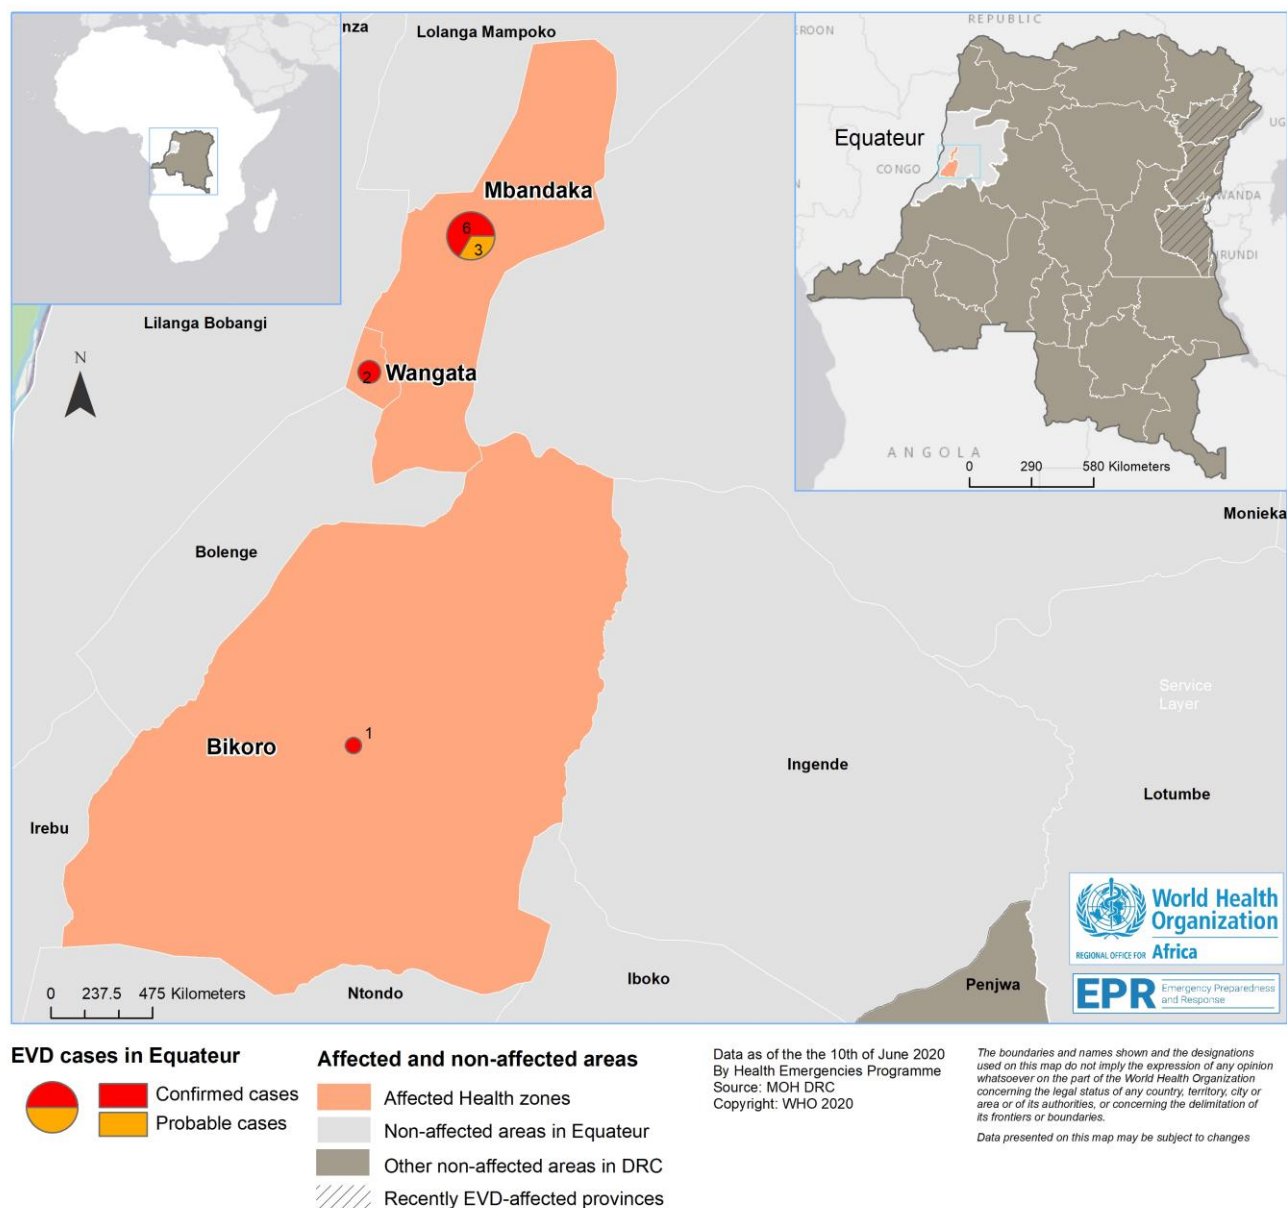 nza
Lolanga Mampoko
REPUBLIC
EROON
UG
Equateur
CONGO
Mbandaka
WANDA
6
3
IRUNDI
Lilanga Bobangi
N
Wangata
2
ANGOLA
0 290 580 Kilometers
Monieka
Bolenge
Service
Layer
1
Bikoro
Ingende
Lotumbe
Irebu
World Health
Organization
REGIONAL OFFICE FOR Africa
Iboko
Penjwa
Ntondo
0 237.5 475 Kilometers
EPR Emergency Preparedness
and Response
EVD cases in Equateur
Confirmed cases
Probable cases
Affected and non-affected areas
Affected Health zones
Non-affected areas in Equateur
Other non-affected areas in DRC
Recently EVD-affected provinces
Data as of the the 10th of June 2020
By Health Emergencies Programme
Source: MOH DRC
Copyright: WHO 2020
The boundaries and names shown and the designations
used on this map do not imply the expression of any opinion
whatsoever on the part of the World Health Organization
concerning the legal status of any country, territory, city or
area or of its authorities, or concerning the delimitation of
its frontiers or boundaries.
Data presented on this map may be subject to changes